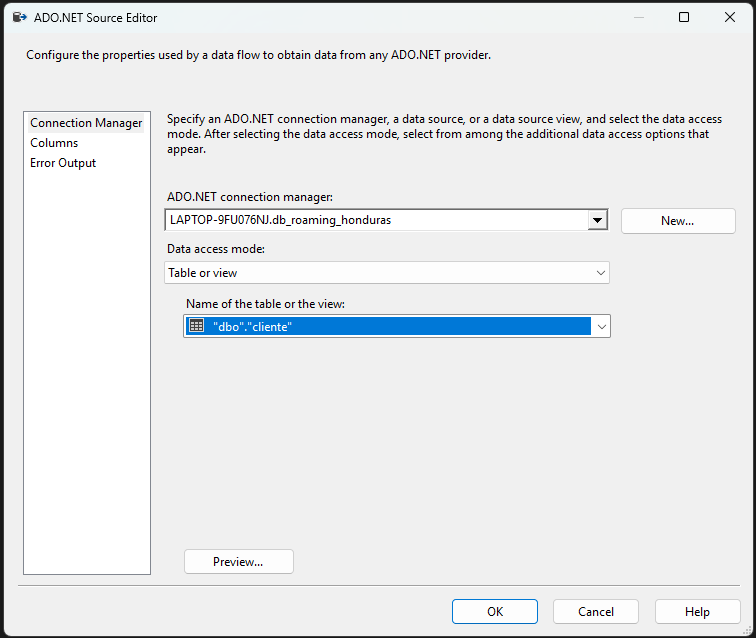 ADO.NET Source Editor
Configure the properties used by a data flow to obtain data from any ADO.NET provider.
Connection Manager
Columns
Error Output
Specify an ADO.NET connection manager, a data source, or a data source view, and select the data access
mode. After selecting the data access mode, select from among the additional data access options that
appear.
ADO.NET connection manager:
LAPTOP-9FU076NJ.db_roaming_honduras
New...
Data access mode:
Table or view
Name of the table or the view:
"dbo"."cliente"
Preview...
OK
Cancel
Help